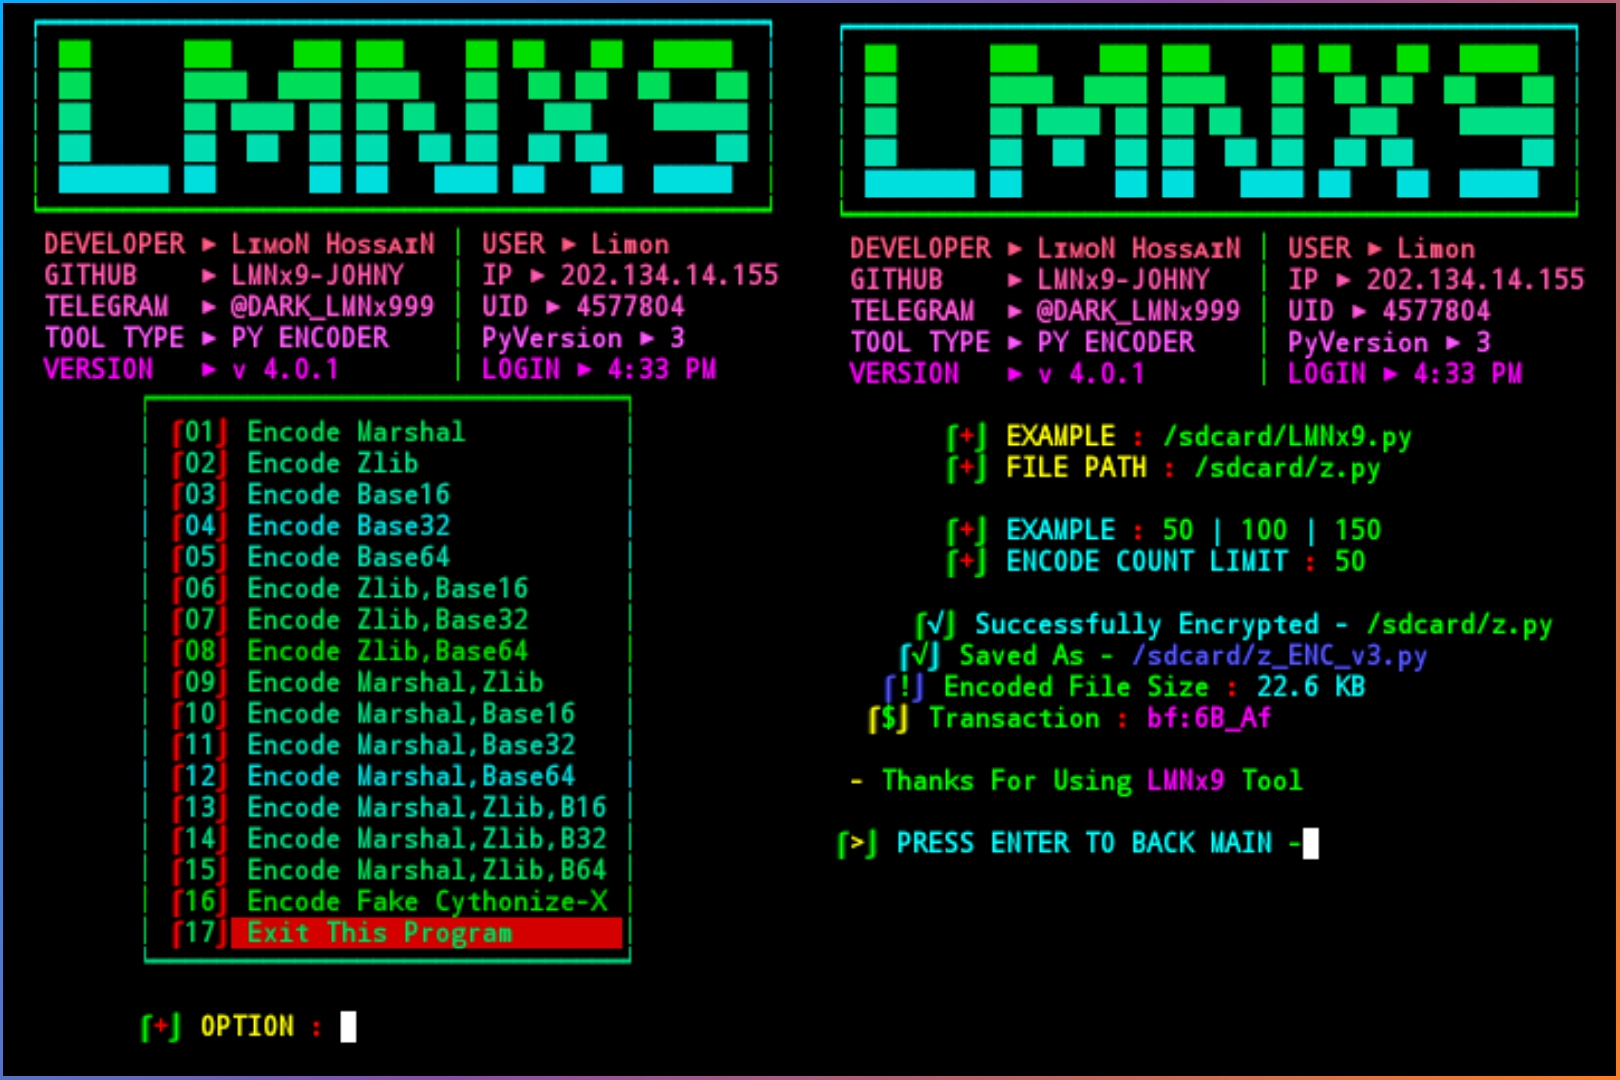 LMNX9
DEVELOPER ► LɪᴍᴏN HᴏssᴀɪN | USER ► Limon
GITHUB ► LMNx9-J0HNY | IP ► 202.134.14.155
TELEGRAM ► @DARK_LMNx999 | UID ► 4577804
TOOL TYPE ► PY ENC0DER | PyVersion ► 3
VERSION ► v 4.0.1 | LOGIN ► 4:33 PM
⌈01⌋ Encode Marshal
⌈02⌋ Encode Zlib
⌈03⌋ Encode Base16
⌈04⌋ Encode Base32
⌈05⌋ Encode Base64
⌈06⌋ Encode Zlib,Base16
⌈07⌋ Encode Zlib,Base32
⌈08⌋ Encode Zlib,Base64
⌈09⌋ Encode Marshal,Zlib
⌈10⌋ Encode Marshal,Base16
⌈11⌋ Encode Marshal,Base32
⌈12⌋ Encode Marshal,Base64
⌈13⌋ Encode Marshal,Zlib,B16
⌈14⌋ Encode Marshal,Zlib,B32
⌈15⌋ Encode Marshal,Zlib,B64
⌈16⌋ Encode Fake Cythonize-X
⌈17⌋ Exit This Program
⌈+⌋ OPTION :
LMNX9
DEVELOPER ► LɪᴍᴏN HᴏssᴀɪN | USER ► Limon
GITHUB ► LMNx9-J0HNY | IP ► 202.134.14.155
TELEGRAM ► @DARK_LMNx999 | UID ► 4577804
TOOL TYPE ► PY ENC0DER | PyVersion ► 3
VERSION ► v 4.0.1 | LOGIN ► 4:33 PM
⌈+⌋ EXAMPLE : /sdcard/LMNx9.py
⌈+⌋ FILE PATH : /sdcard/z.py
⌈+⌋ EXAMPLE : 50 | 100 | 150
⌈+⌋ ENCODE COUNT LIMIT : 50
⌈√⌋ Successfully Encrypted - /sdcard/z.py
⌈√⌋ Saved As - /sdcard/z_ENC_v3.py
⌈!⌋ Encoded File Size : 22.6 KB
⌈$⌋ Transaction : bf:6B_Af
- Thanks For Using LMNx9 Tool
⌈>⌋ PRESS ENTER TO BACK MAIN -